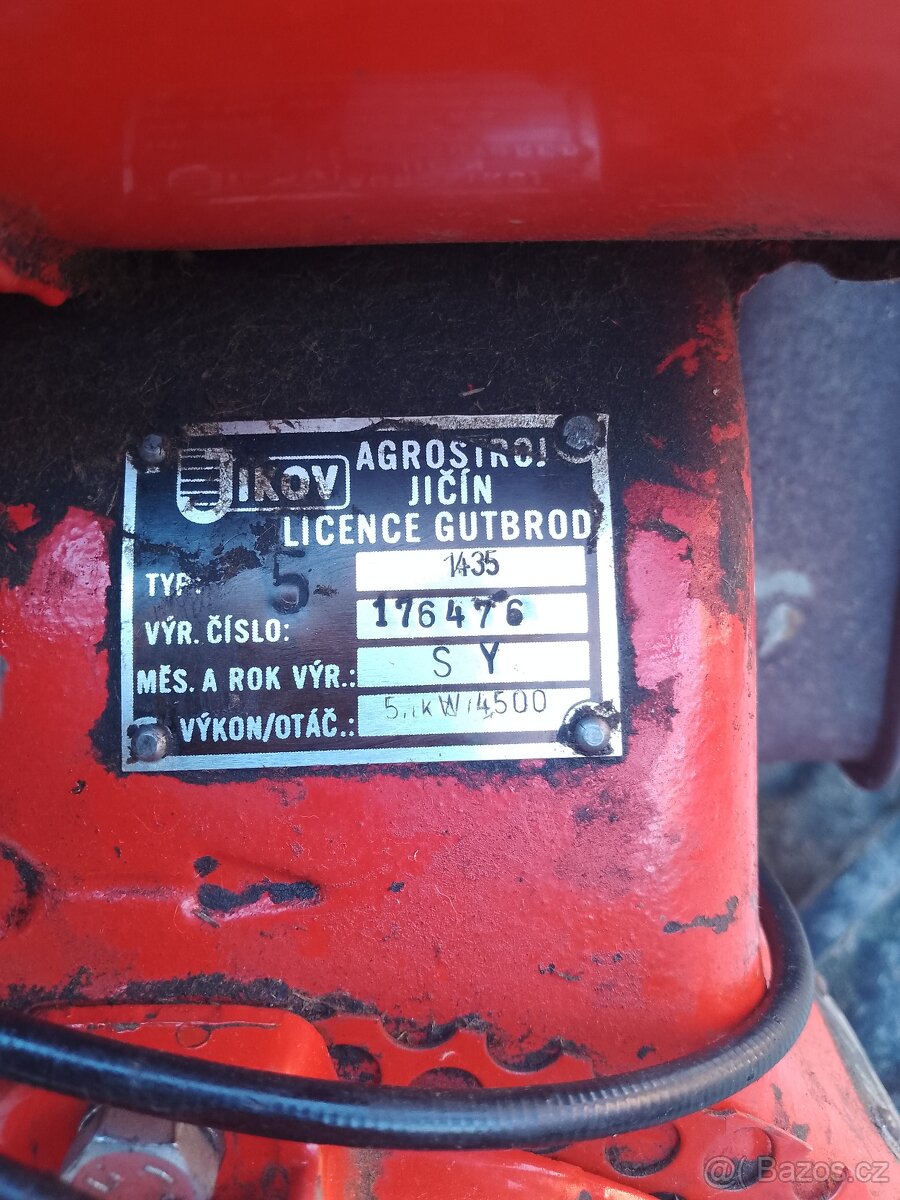 JIKOV AGROSTROJ
JIČÍN
LICENCE GUTBROD
TYP: 5 1435
VÝR. ČÍSLO: 176476
MĚS. A ROK VÝR.: S Y
VÝKON/OTÁČ.: kW/4500
Bazos.cz